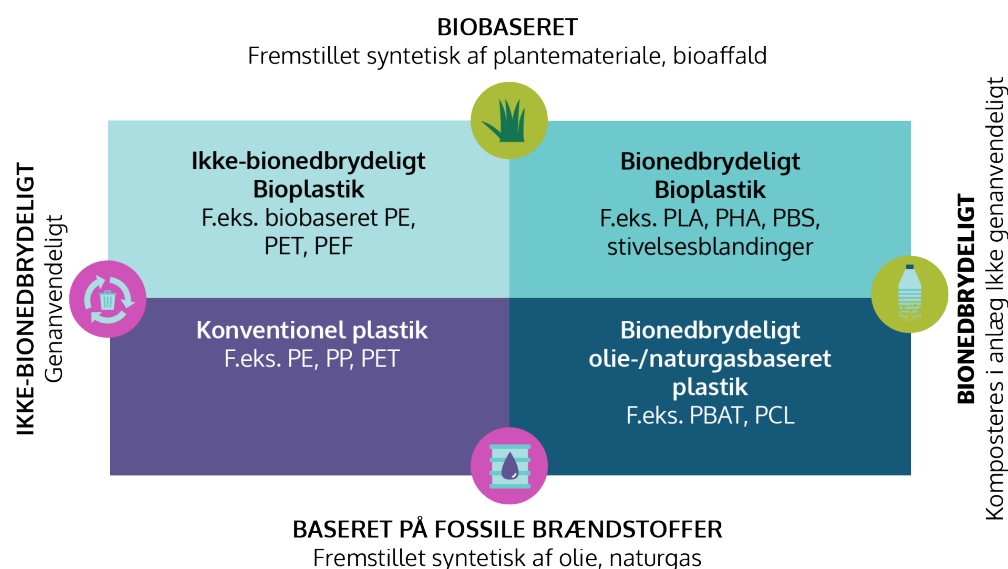 BIOBASERET
Fremstillet syntetisk af plantemateriale, bioaffald
IKKE-BIONEDBRYDELIGT
Genanvendeligt
Ikke-bionedbrydeligt
Bioplastik
F.eks. biobaseret PE,
PET, PEF
Bionedbrydeligt
Bioplastik
F.eks. PLA, PHA, PBS,
stivelsesblandinger
Konventionel plastik
F.eks. PE, PP, PET
Bionedbrydeligt
olie-/naturgasbaseret
plastik
F.eks. PBAT, PCL
BIONEDBRYDELIGT
Komposteres i anlæg Ikke genanvendeligt
BASERET PÅ FOSSILE BRÆNDSTOFFER
Fremstillet syntetisk af olie, naturgas